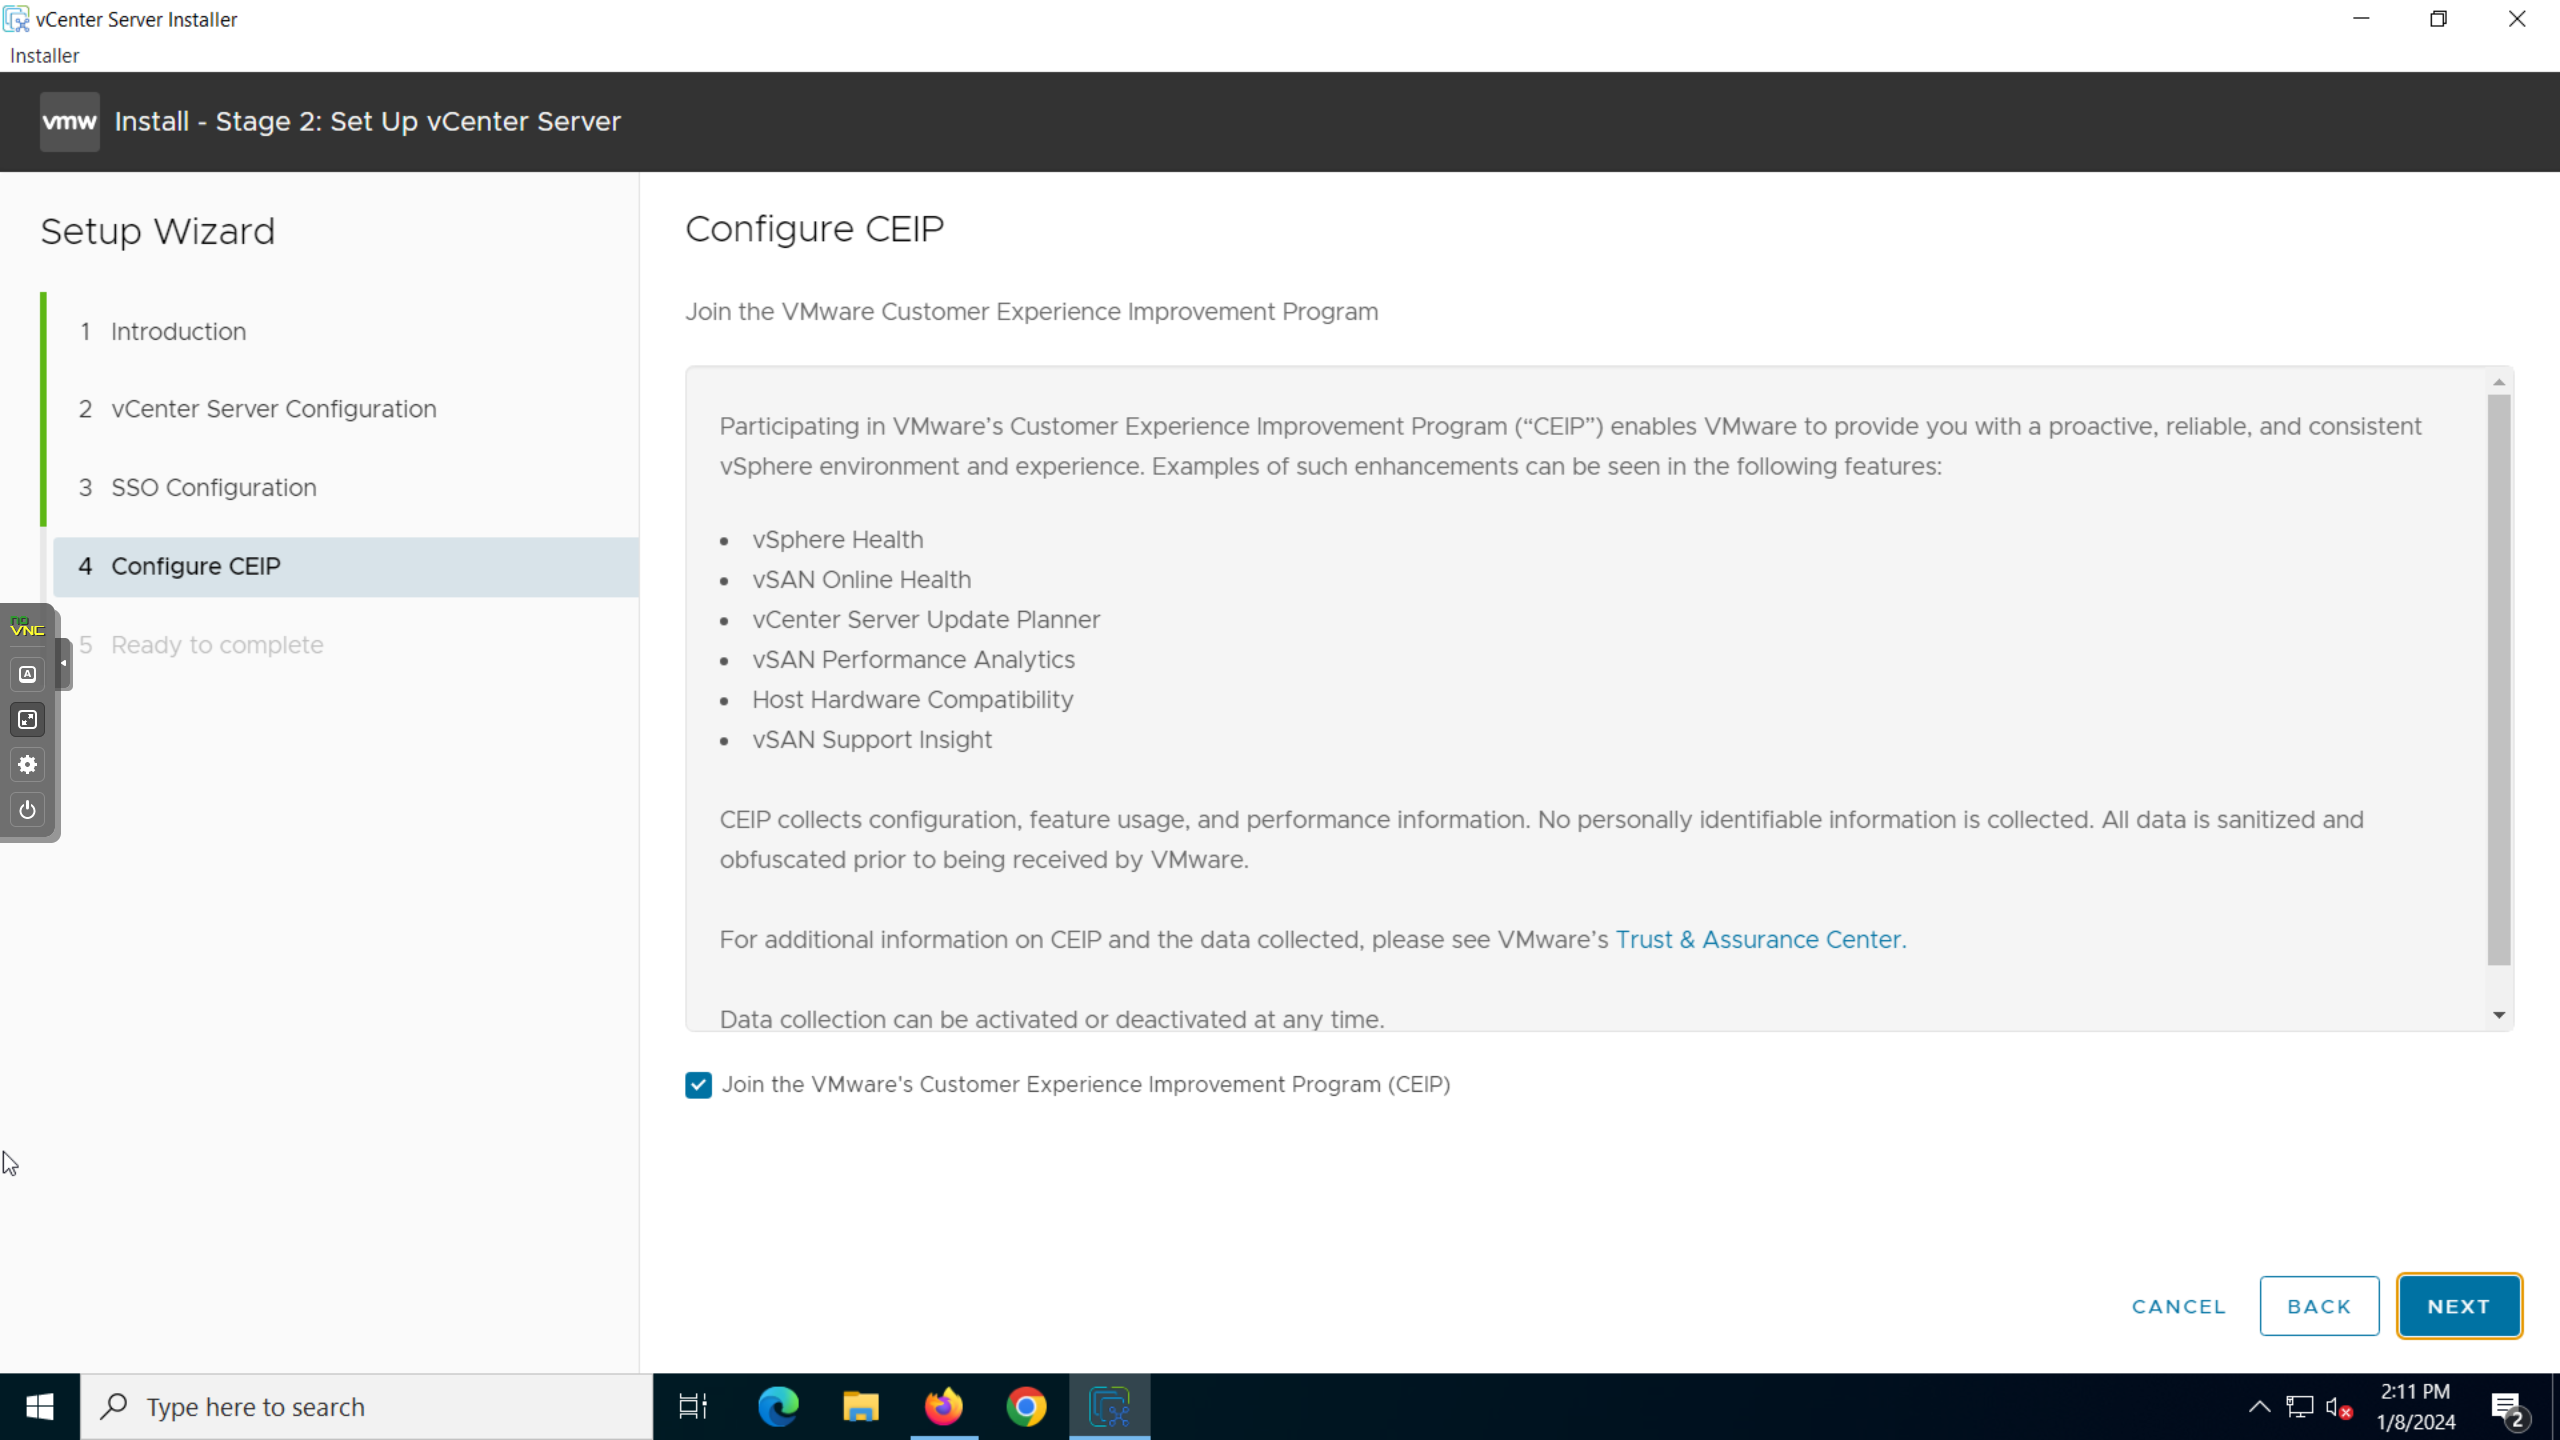 vCenter Server Installer
Installer
vmw Install - Stage 2: Set Up vCenter Server
Setup Wizard
1 Introduction
2 vCenter Server Configuration
3 SSO Configuration
4 Configure CEIP
5 Ready to complete
no
VNC
A
Configure CEIP
Join the VMware Customer Experience Improvement Program
Participating in VMware’s Customer Experience Improvement Program (“CEIP”) enables VMware to provide you with a proactive, reliable, and consistent
vSphere environment and experience. Examples of such enhancements can be seen in the following features:
• vSphere Health
• vSAN Online Health
• vCenter Server Update Planner
• vSAN Performance Analytics
• Host Hardware Compatibility
• vSAN Support Insight
CEIP collects configuration, feature usage, and performance information. No personally identifiable information is collected. All data is sanitized and
obfuscated prior to being received by VMware.
For additional information on CEIP and the data collected, please see VMware’s Trust & Assurance Center.
Data collection can be activated or deactivated at any time.
Join the VMware's Customer Experience Improvement Program (CEIP)
CANCEL BACK NEXT
Type here to search
2:11 PM
1/8/2024
2